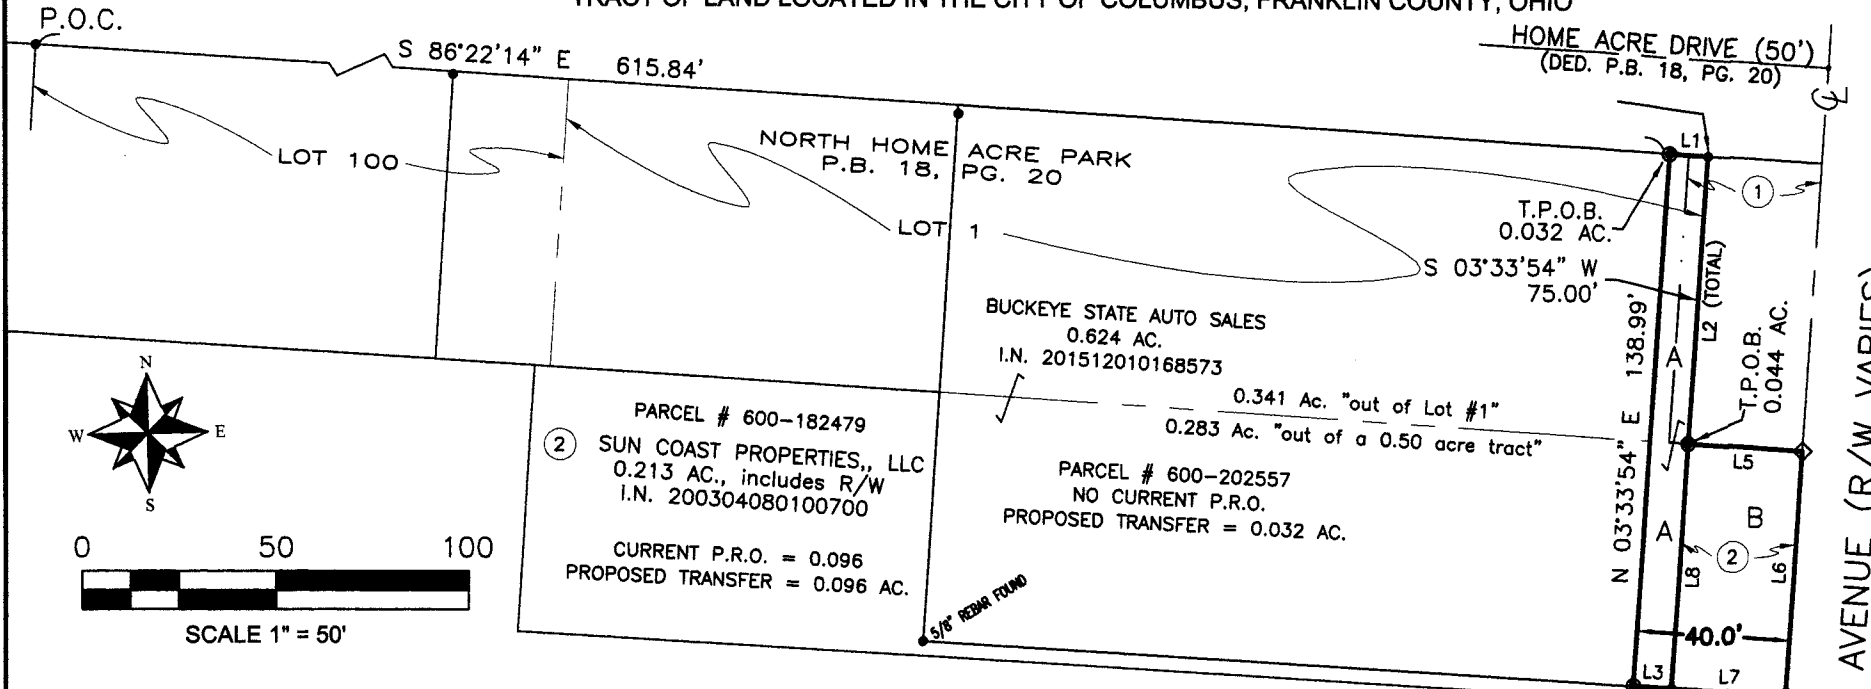 TRACT OF LAND LOCATED IN THE CITY OF COLUMBUS, FRANKLIN COUNTY, OHIO
P.O.C.
HOME ACRE DRIVE (50')
(DED. P.B. 18, PG. 20)
S 86°22'14" E 615.84'
℄
L1
NORTH HOME ACRE PARK
P.B. 18, PG. 20
LOT 100
LOT 1
1
T.P.O.B.
0.032 AC.
S 03°33'54" W
75.00'
L2 (TOTAL)
BUCKEYE STATE AUTO SALES
0.624 AC.
I.N. 201512010168573
N 03°33'54" E 138.99'
A
T.P.O.B.
0.044 AC.
0.341 Ac. "out of Lot #1"
0.283 Ac. "out of a 0.50 acre tract"
N
W E
S
PARCEL # 600-182479
2 SUN COAST PROPERTIES,, LLC
0.213 AC., includes R/W
I.N. 200304080100700
CURRENT P.R.O. = 0.096
PROPOSED TRANSFER = 0.096 AC.
PARCEL # 600-202557
NO CURRENT P.R.O.
PROPOSED TRANSFER = 0.032 AC.
L5
B
A
L8
2
L6
AVENUE (R/W VARIES)
0 50 100
SCALE 1" = 50'
5/8" REBAR FOUND
40.0'
L3
L7